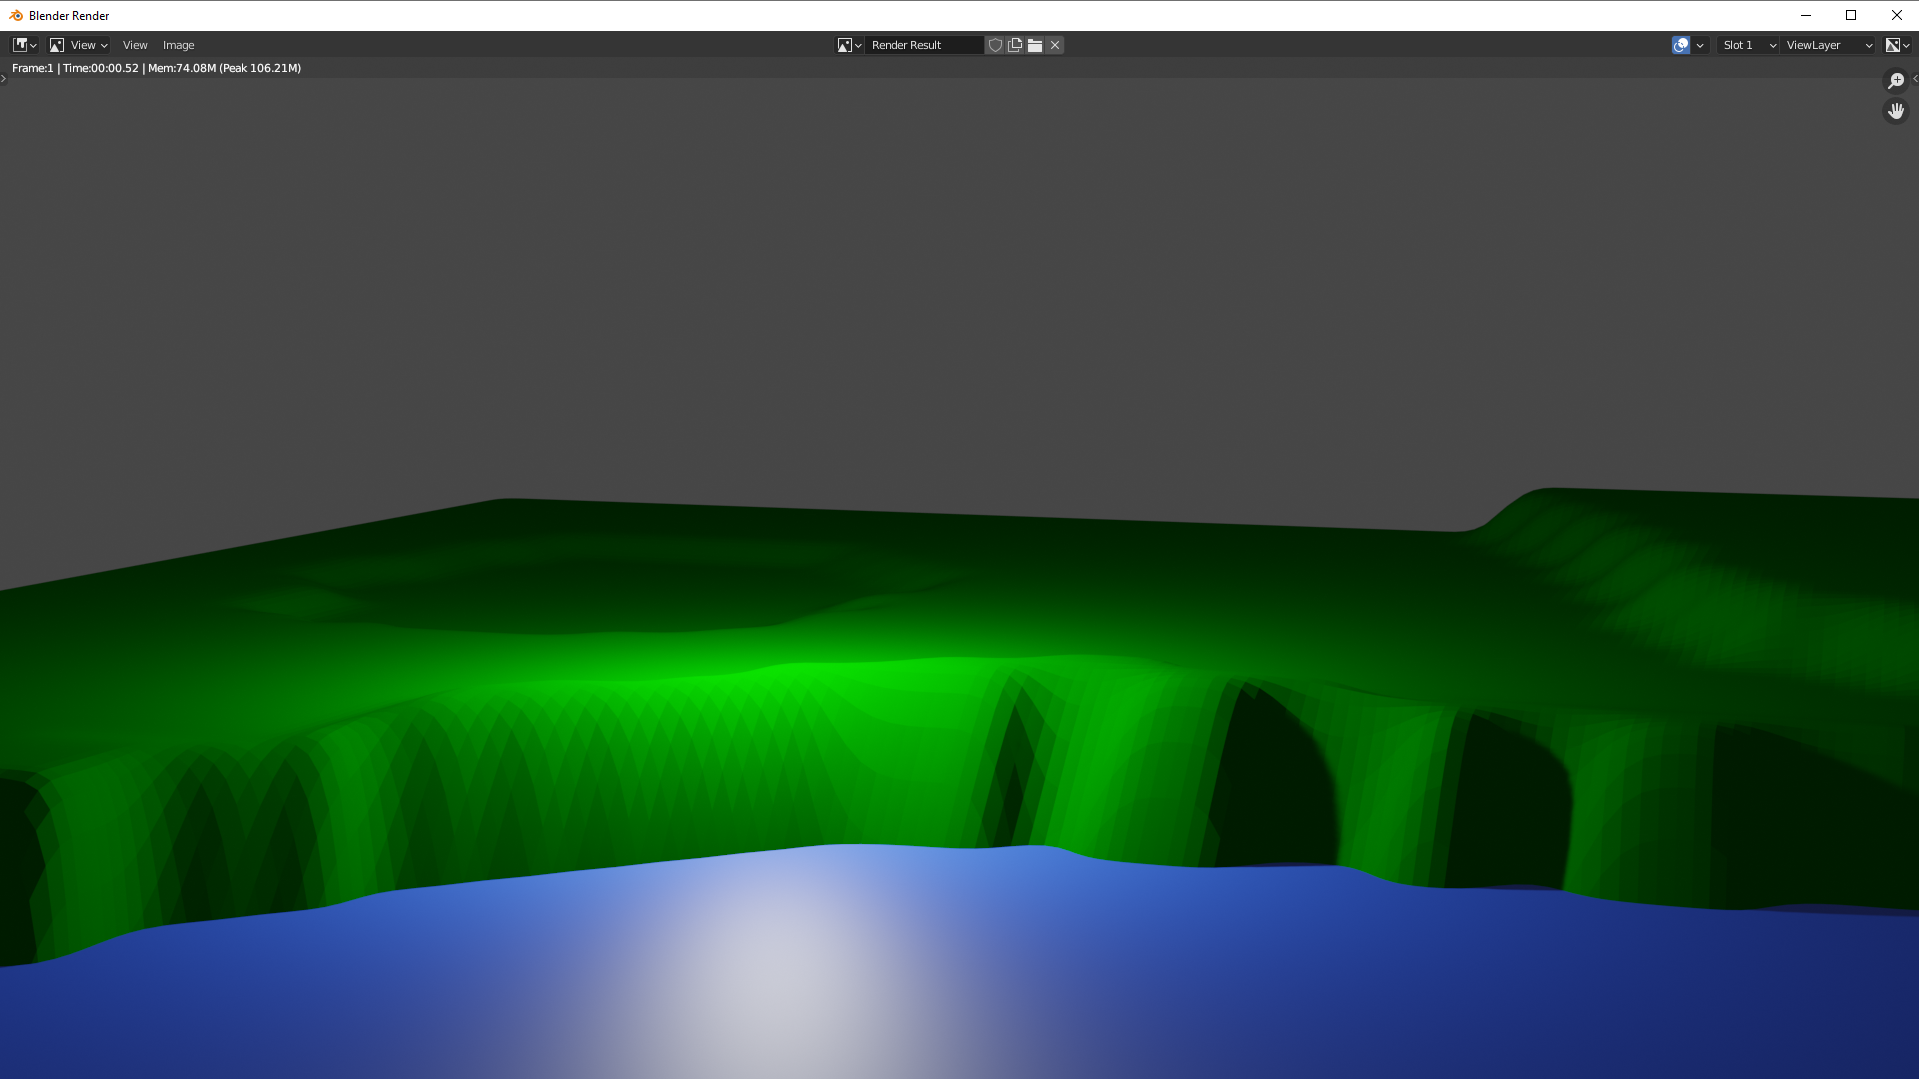 Blender Render
View View Image Render Result Slot 1 ViewLayer
Frame:1 | Time:00:00.52 | Mem:74.08M (Peak 106.21M)